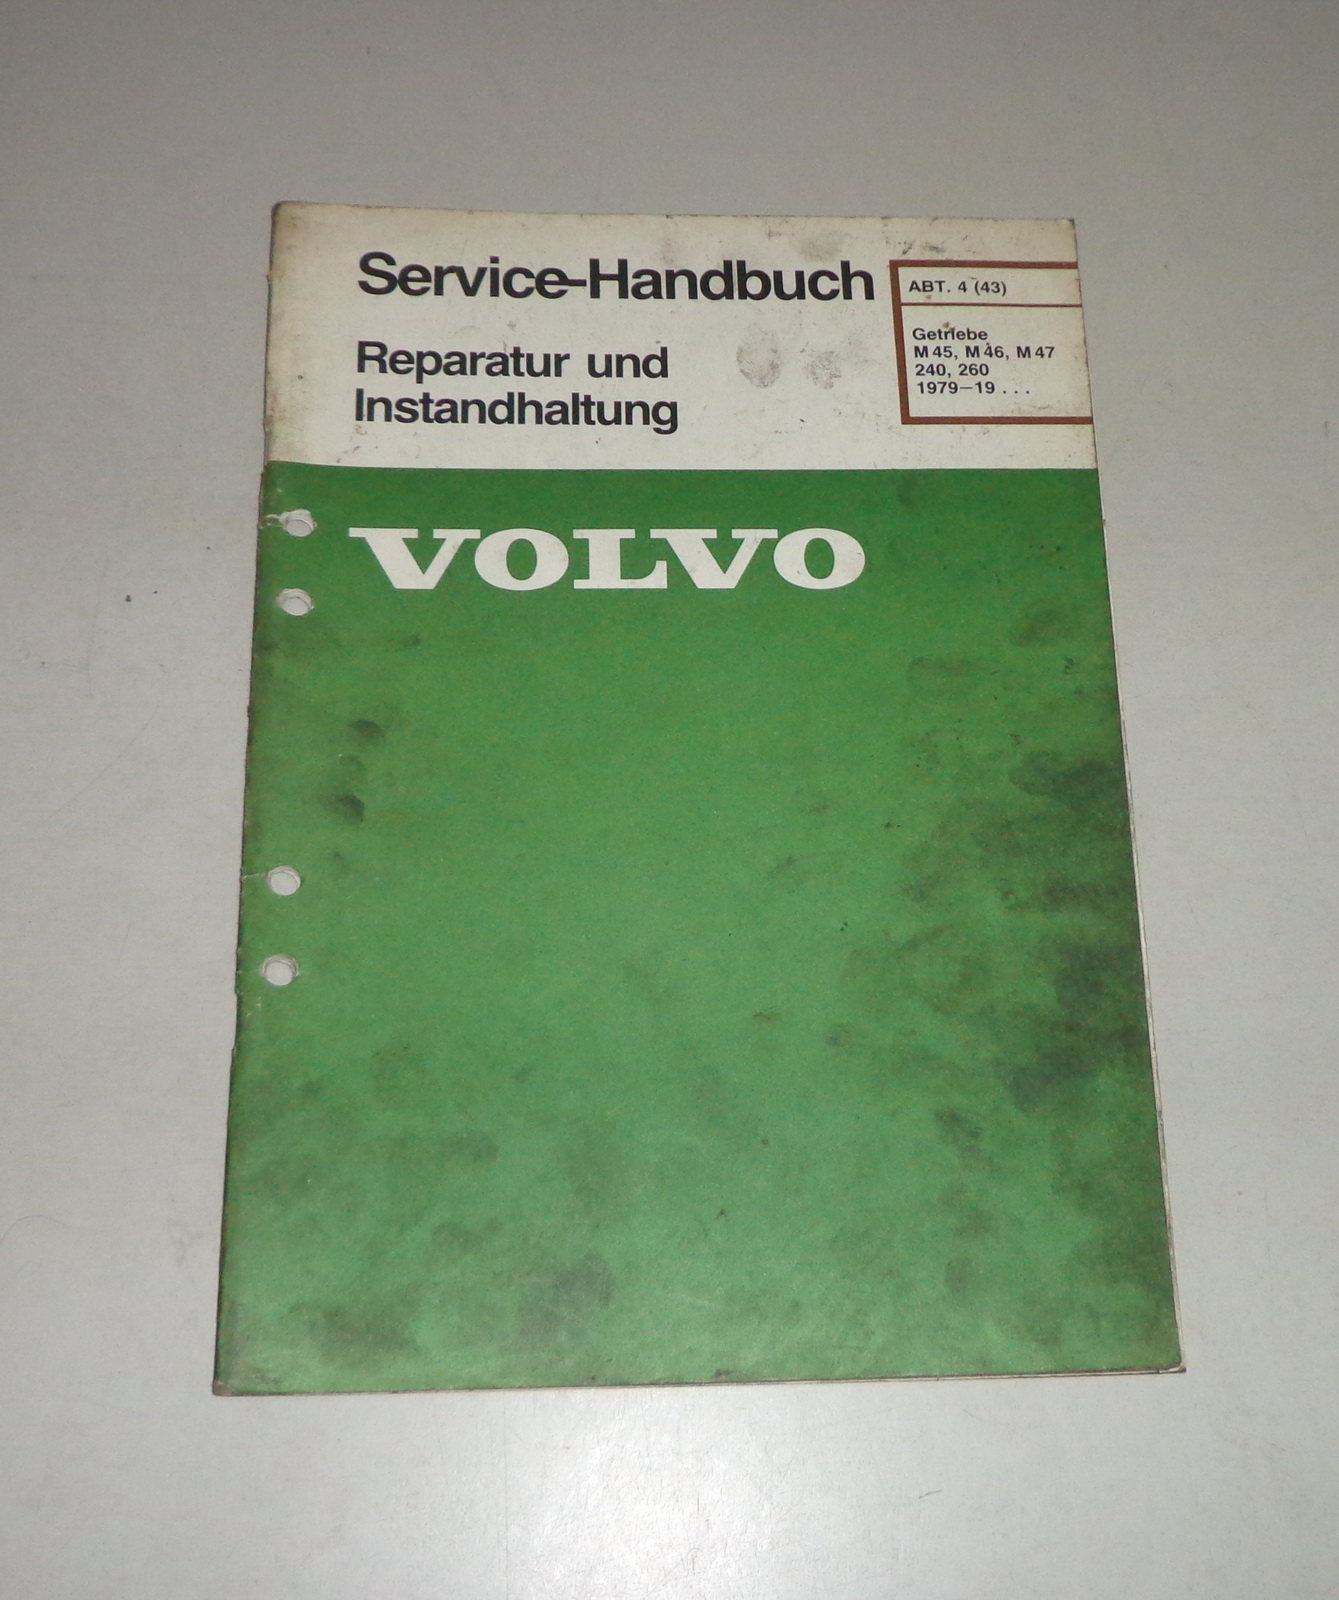 Service-Handbuch
Reparatur und
Instandhaltung
ABT. 4 (43)
Getriebe
M 45, M 46, M 47
240, 260
1979–19 . . .
VOLVO